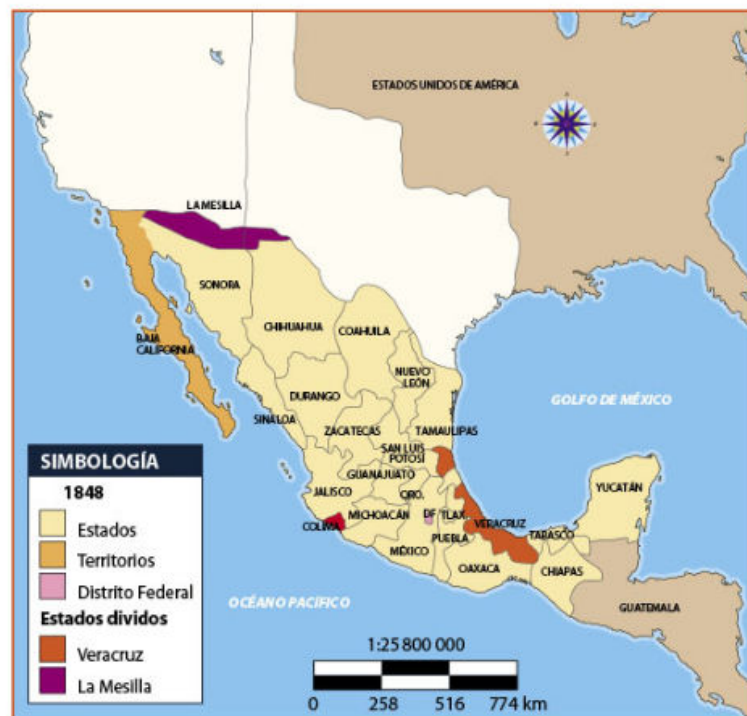 ESTADOS UNIDOS DE AMÉRICA
LA MESILLA
SONORA
CHIHUAHUA
COAHUILA
BAJA
CALIFORNIA
NUEVO
LEÓN
DURANGO
GOLFO DE MÉXICO
SINALOA
ZACATECAS
TAMAULIPAS
SAN LUIS
POTOSÍ
GUANAJUATO
YUCATÁN
JALISCO
QRO.
MICHOACÁN
DF
TLAX.
VERACRUZ
COLIMA
TABASCO
PUEBLA
MÉXICO
OAXACA
CHIAPAS
OCÉANO PACÍFICO
GUATEMALA
SIMBOLOGÍA
1848
Estados
Territorios
Distrito Federal
Estados dividos
Veracruz
La Mesilla
1:25 800 000
0 258 516 774 km